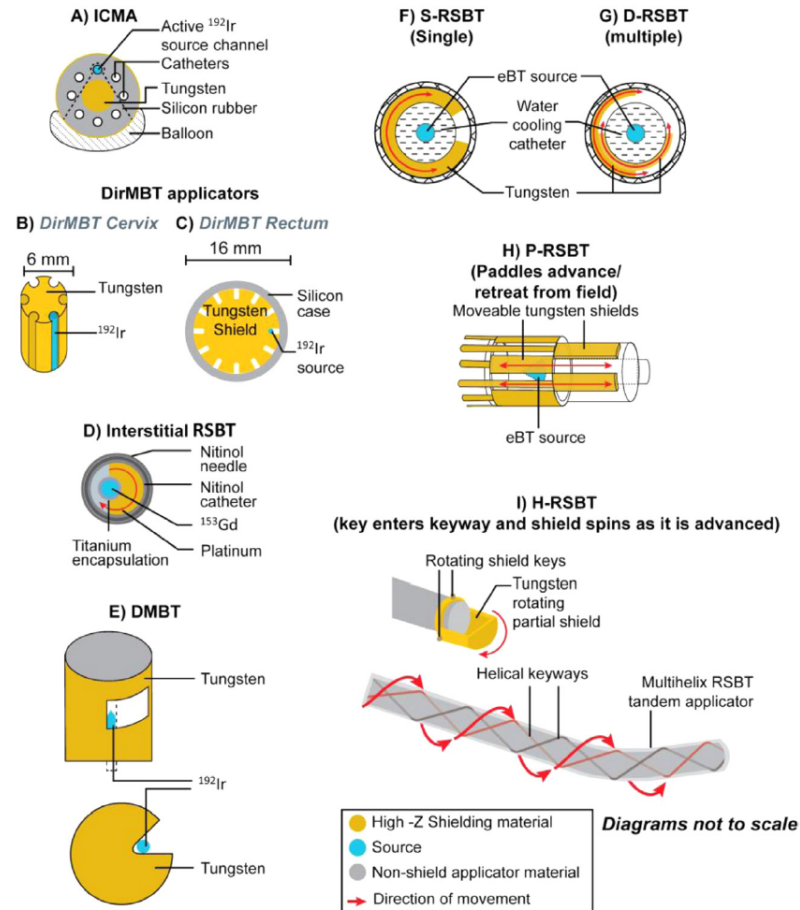 A) ICMA
Active ¹⁹²Ir
source channel
Catheters
Tungsten
Silicon rubber
Balloon
DirMBT applicators
B) DirMBT Cervix
6 mm
Tungsten
¹⁹²Ir
C) DirMBT Rectum
16 mm
Silicon
case
Tungsten
Shield
¹⁹²Ir
source
D) Interstitial RSBT
Nitinol
needle
Nitinol
catheter
¹⁵³Gd
Titanium
encapsulation
Platinum
E) DMBT
Tungsten
¹⁹²Ir
Tungsten
F) S-RSBT
(Single)
G) D-RSBT
(multiple)
eBT source
Water
cooling
catheter
Tungsten
H) P-RSBT
(Paddles advance/
retreat from field)
Moveable tungsten shields
eBT source
I) H-RSBT
(key enters keyway and shield spins as it is advanced)
Rotating shield keys
Tungsten
rotating
partial shield
Helical keyways
Multihelix RSBT
tandem applicator
High -Z Shielding material
Source
Non-shield applicator material
Direction of movement
Diagrams not to scale